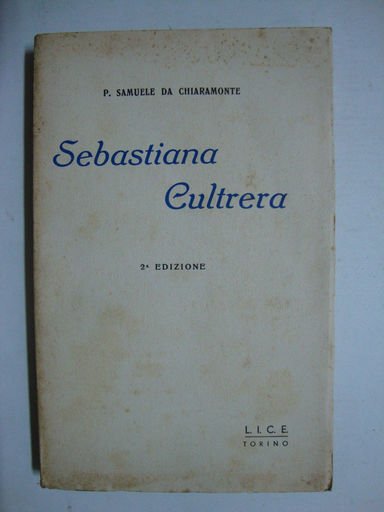 P. SAMUELE DA CHIARAMONTE
Sebastiana
Cultrera
2ª EDIZIONE
L. I. C. E.
TORINO